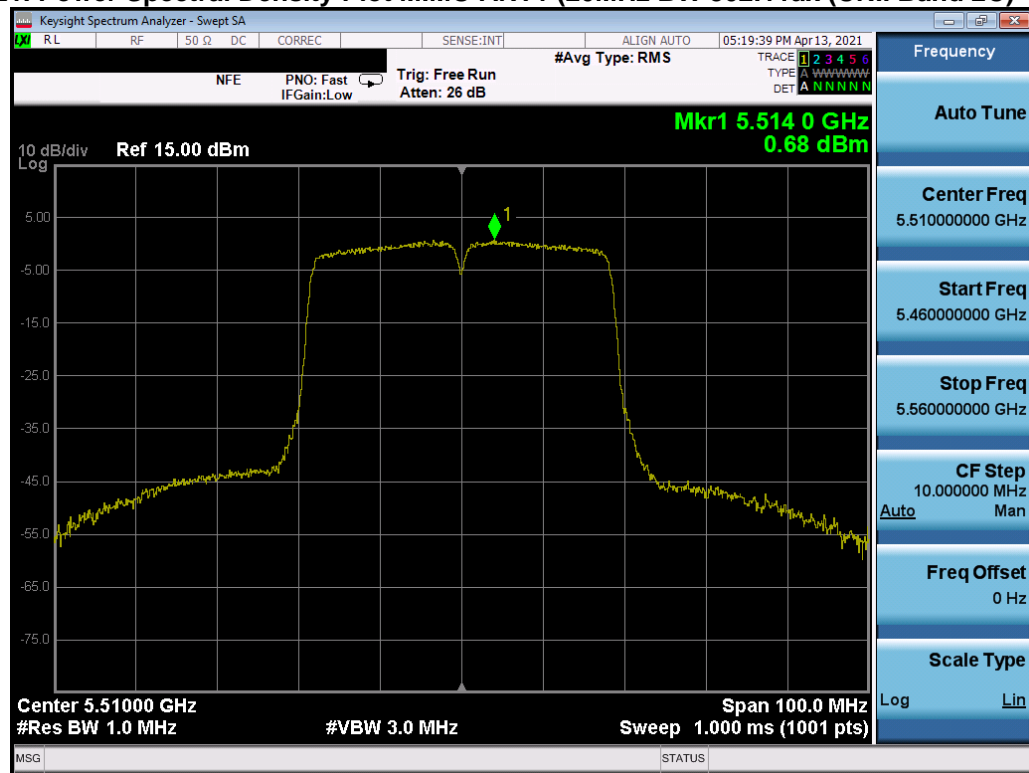 Keysight Spectrum Analyzer - Swept SA
LXI RL RF 50 Ω DC CORREC SENSE:INT ALIGN AUTO 05:19:39 PM Apr 13, 2021
NFE PNO: Fast Trig: Free Run #Avg Type: RMS TRACE 1 2 3 4 5 6
IFGain:Low Atten: 26 dB TYPE A WWWWW
DET A N N N N N
Frequency
Mkr1 5.514 0 GHz
0.68 dBm
10 dB/div Ref 15.00 dBm
Log
1
5.00
-5.00
-15.0
-25.0
-35.0
-45.0
-55.0
-65.0
-75.0
Center 5.51000 GHz Span 100.0 MHz
#Res BW 1.0 MHz #VBW 3.0 MHz Sweep 1.000 ms (1001 pts)
Auto Tune
Center Freq
5.510000000 GHz
Start Freq
5.460000000 GHz
Stop Freq
5.560000000 GHz
CF Step
10.000000 MHz
Auto Man
Freq Offset
0 Hz
Scale Type
Log Lin
MSG STATUS